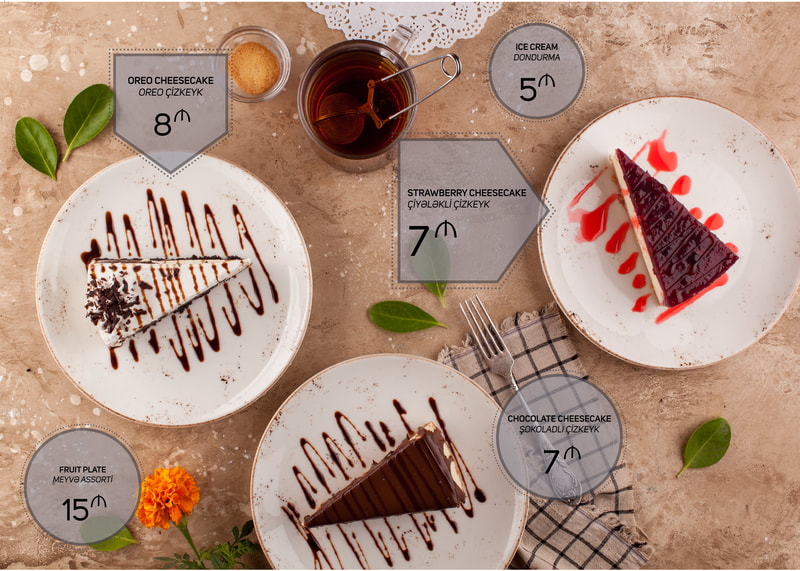 OREO CHEESECAKE
OREO ÇİZKEYK
8 ₼
ICE CREAM
DONDURMA
5 ₼
STRAWBERRY CHEESECAKE
ÇİYƏLƏKLİ ÇİZKEYK
7 ₼
CHOCOLATE CHEESECAKE
ŞOKOLADLI ÇİZKEYK
7 ₼
FRUIT PLATE
MEYVƏ ASSORTİ
15 ₼